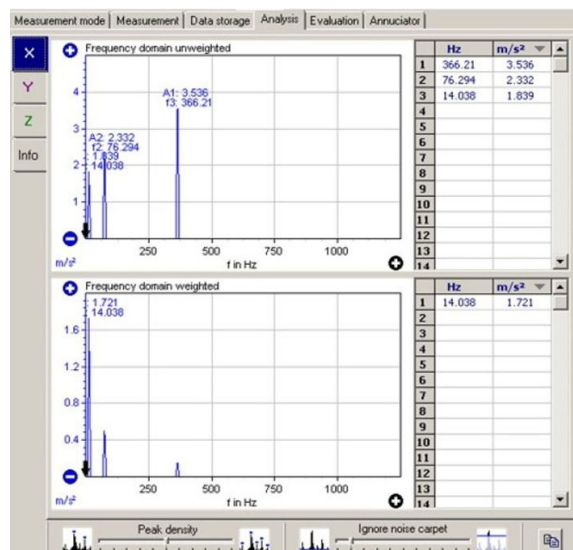 Measurement mode Measurement Data storage Analysis Evaluation Annuciator
X
Y
Z
Info
Frequency domain unweighted
4
3
2
1
A1: 3.536
f3: 366.21
A2: 2.332
f2: 76.294
: 1.839
14.038
m/s²
250 500 750 1000
f in Hz
Hz m/s²
1 366.21 3.536
2 76.294 2.332
3 14.038 1.839
4
5
6
7
8
9
10
11
12
13
14
Frequency domain weighted
: 1.721
14.038
1.6
1.2
0.8
0.4
m/s²
250 500 750 1000
f in Hz
Hz m/s²
1 14.038 1.721
2
3
4
5
6
7
8
9
10
11
12
13
14
Peak density
Ignore noise carpet